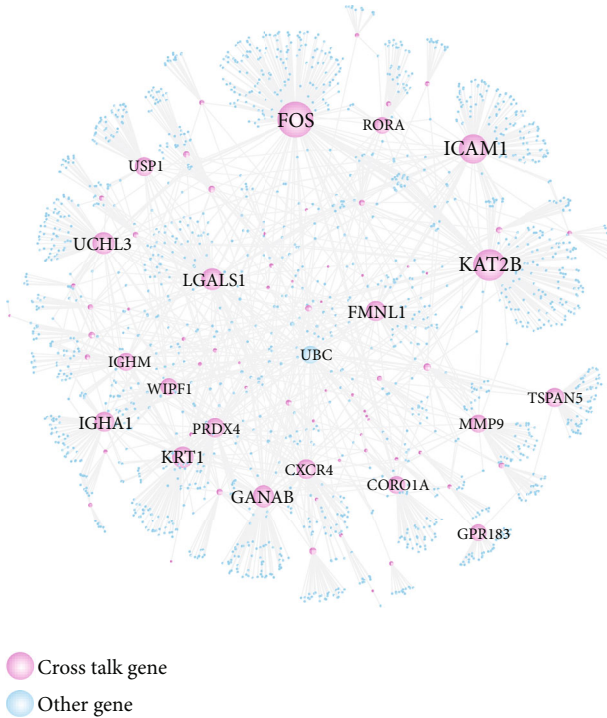 FOS
RORA
ICAM1
USP1
UCHL3
KAT2B
LGALS1
FMNL1
UBC
IGHM
WIPF1
TSPAN5
IGHA1
PRDX4
MMP9
KRT1
CXCR4
CORO1A
GANAB
GPR183
Cross talk gene
Other gene